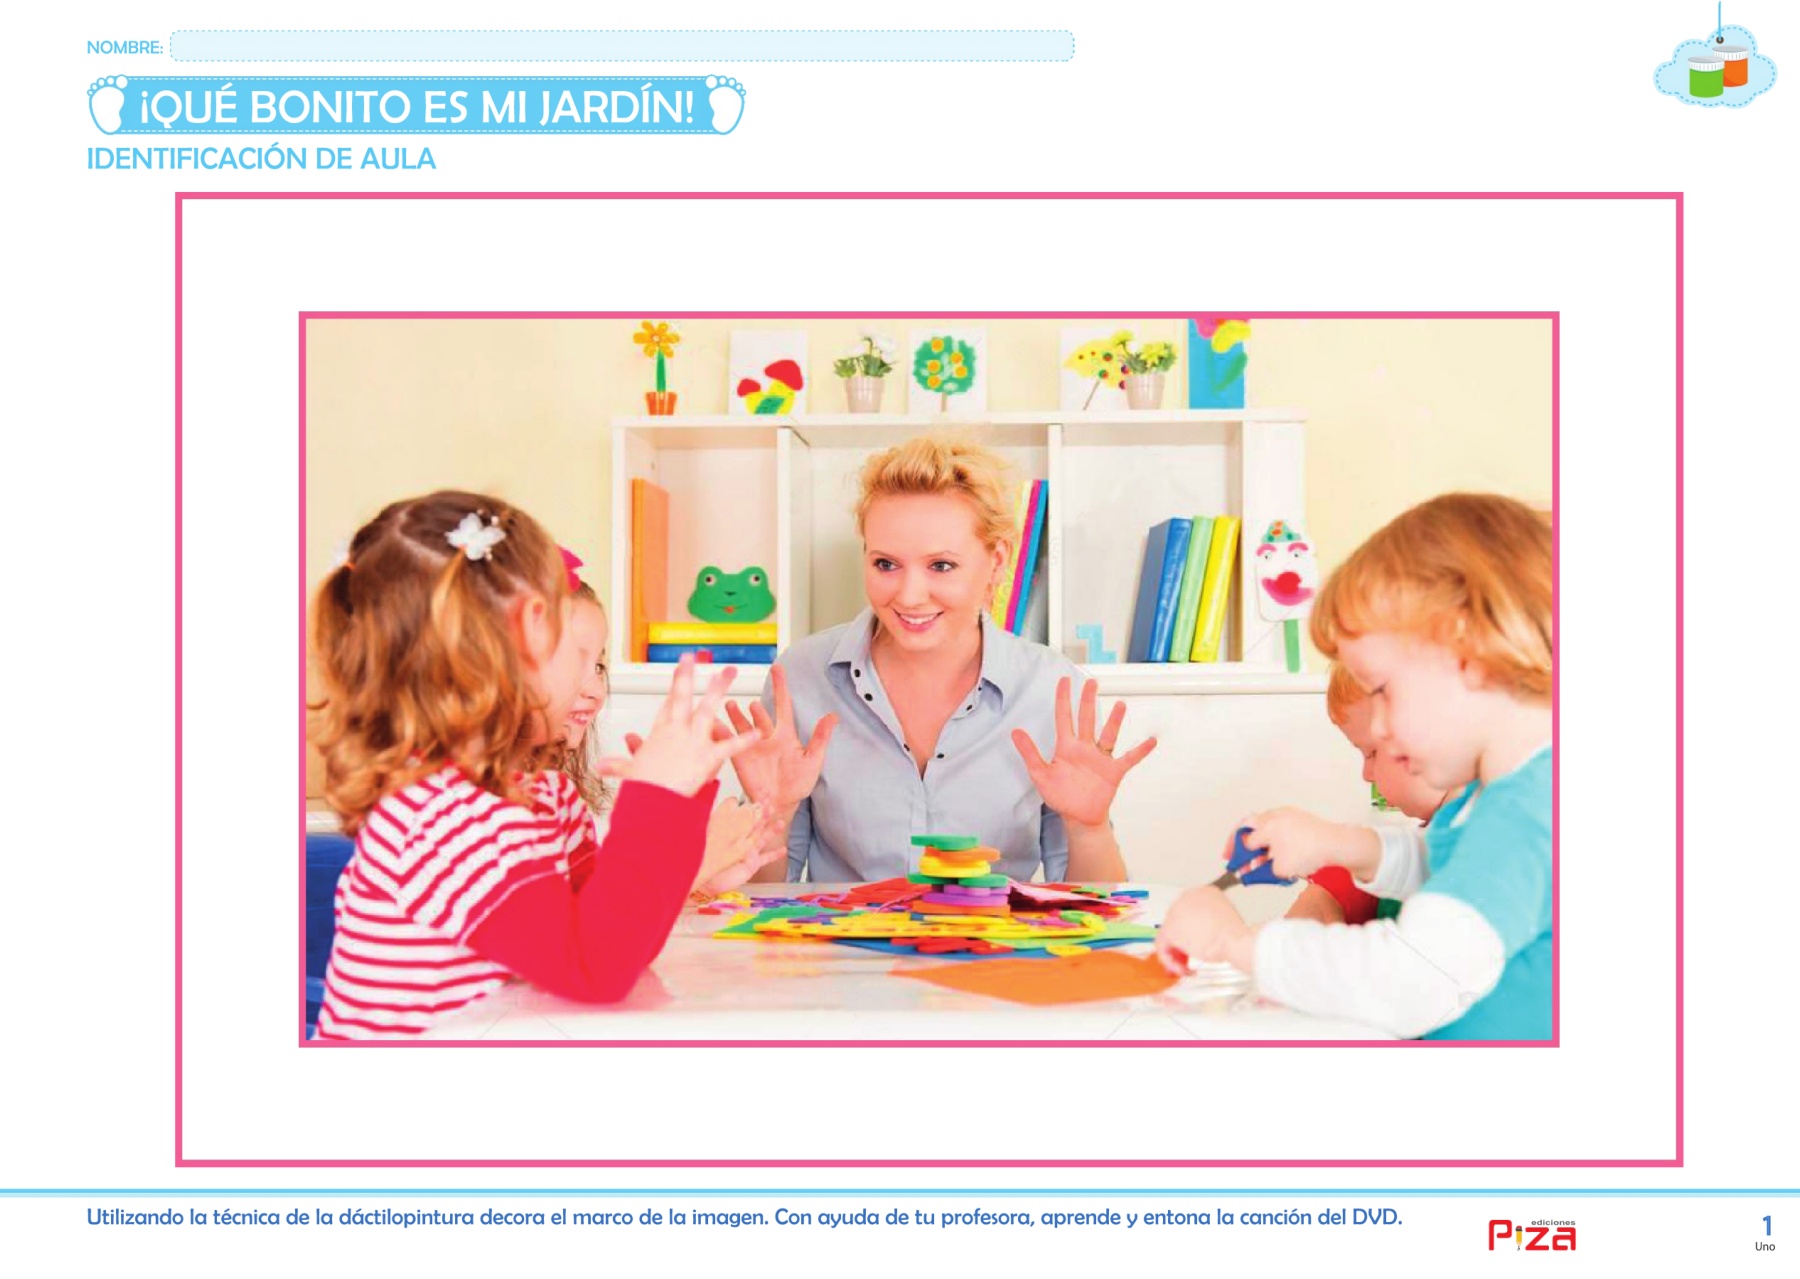 NOMBRE:
¡QUÉ BONITO ES MI JARDÍN!
IDENTIFICACIÓN DE AULA
Utilizando la técnica de la dáctilopintura decora el marco de la imagen. Con ayuda de tu profesora, aprende y entona la canción del DVD.
ediciones
Piza
1
Uno